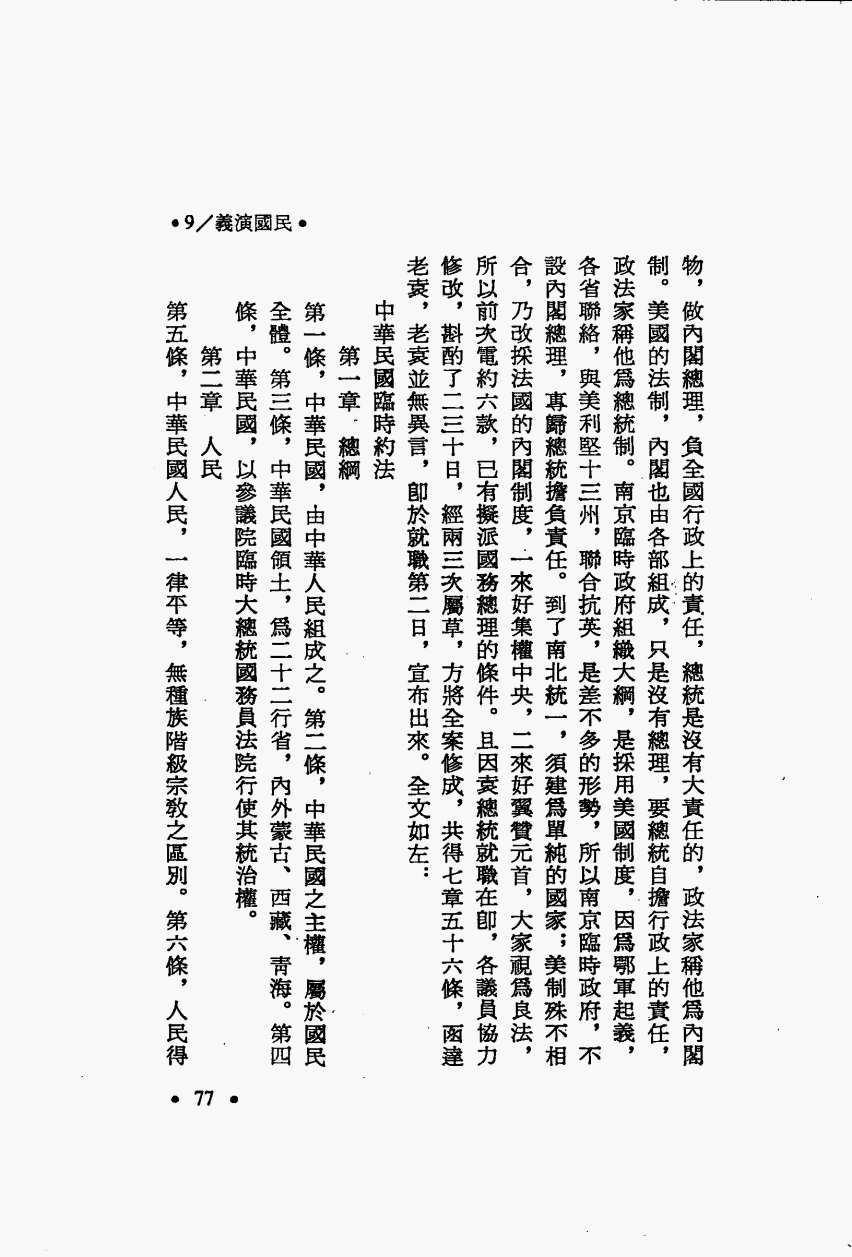 •9／義演國民•
物，做內閣總理，負全國行政上的責任，總統是沒有大責任的，政法家稱他爲內閣
制。美國的法制，內閣也由各部組成，只是沒有總理，要總統自擔行政上的責任，
政法家稱他爲總統制。南京臨時政府組織大綱，是採用美國制度，因爲鄂軍起義，
各省聯絡，與美利堅十三州，聯合抗英，是差不多的形勢，所以南京臨時政府，不
設內閣總理，專歸總統擔負責任。到了南北統一，須建爲單純的國家；美制殊不相
合，乃改採法國的內閣制度，一來好集權中央，二來好翼贊元首，大家視爲良法，
所以前次電約六款，已有擬派國務總理的條件。且因袁總統就職在卽，各議員協力
修改，斟酌了二三十日，經兩三次屬草，方將全案修成，共得七章五十六條，函達
老袁，老袁並無異言，卽於就職第二日，宣布出來。全文如左：
中華民國臨時約法
第一章　總綱
第一條，中華民國，由中華人民組成之。第二條，中華民國之主權，屬於國民
全體。第三條，中華民國領土，爲二十二行省，內外蒙古、西藏、靑海。第四
條，中華民國，以參議院臨時大總統國務員法院行使其統治權。
第二章　人民
第五條，中華民國人民，一律平等，無種族階級宗敎之區別。第六條，人民得
• 77 •